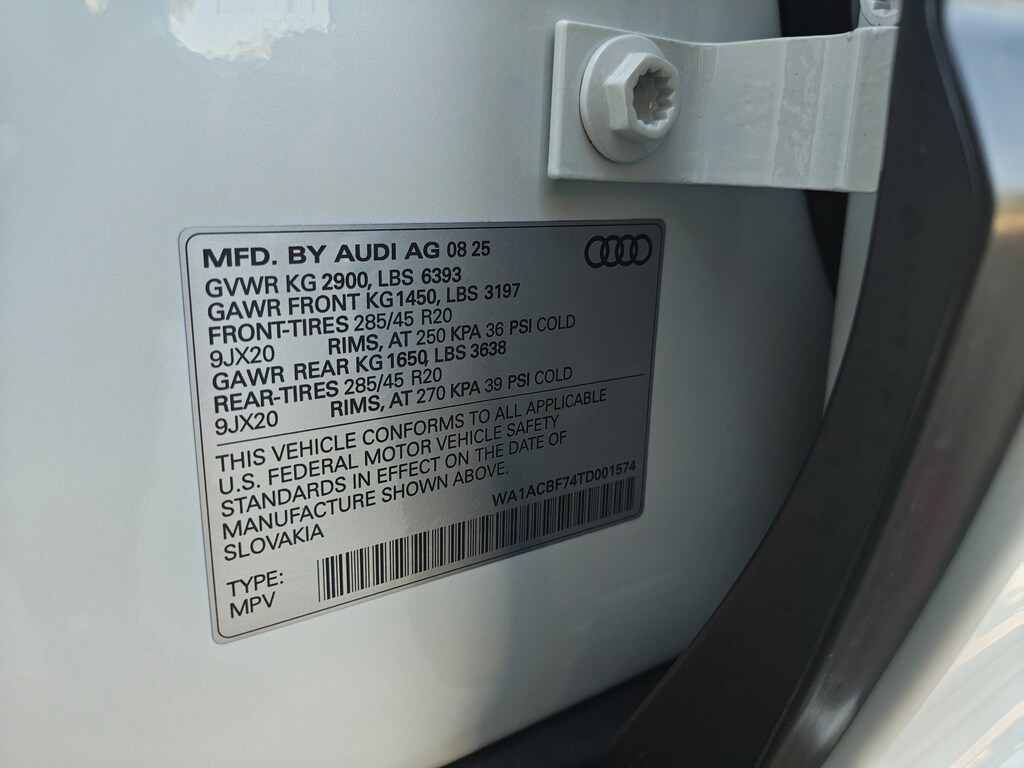 MFD. BY AUDI AG 08 25
GVWR KG 2900, LBS 6393
GAWR FRONT KG1450, LBS 3197
FRONT-TIRES 285/45 R20
9JX20 RIMS, AT 250 KPA 36 PSI COLD
GAWR REAR KG 1650, LBS 3638
REAR-TIRES 285/45 R20
9JX20 RIMS, AT 270 KPA 39 PSI COLD
THIS VEHICLE CONFORMS TO ALL APPLICABLE
U.S. FEDERAL MOTOR VEHICLE SAFETY
STANDARDS IN EFFECT ON THE DATE OF
MANUFACTURE SHOWN ABOVE.
SLOVAKIA WA1ACBF74TD001574
TYPE:
MPV